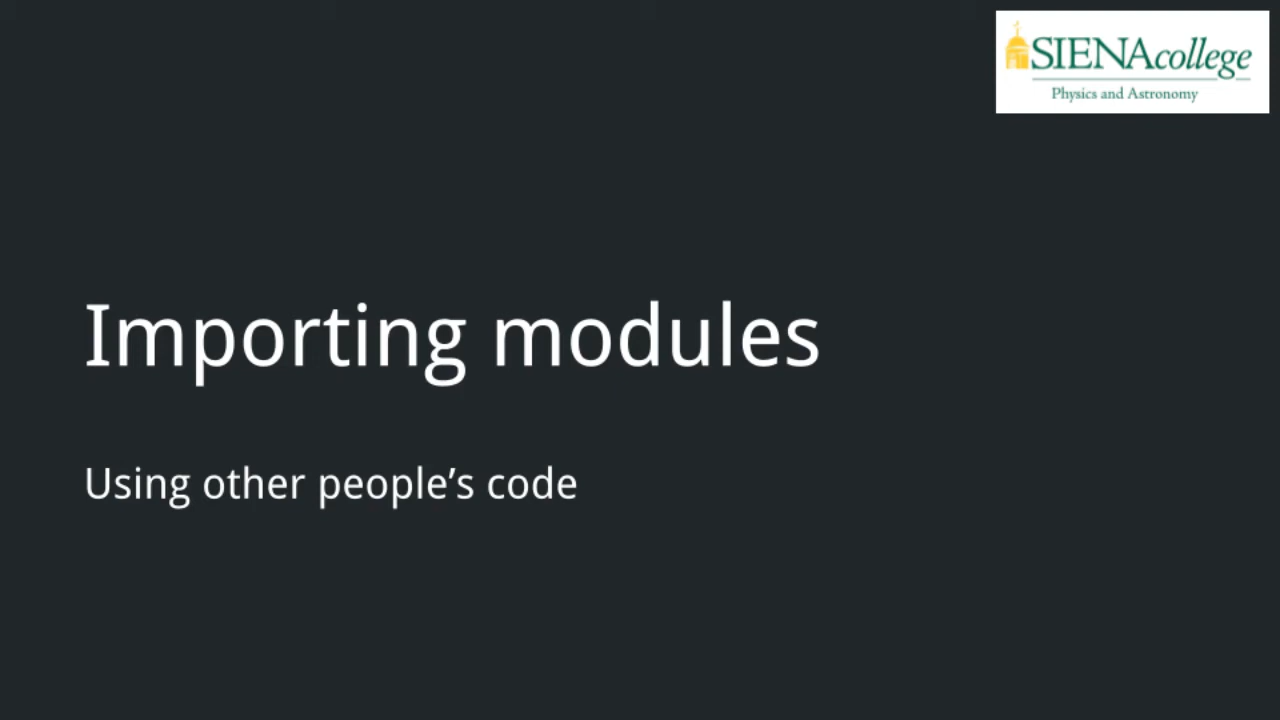 SIENAcollege
Physics and Astronomy
Importing modules
Using other people’s code